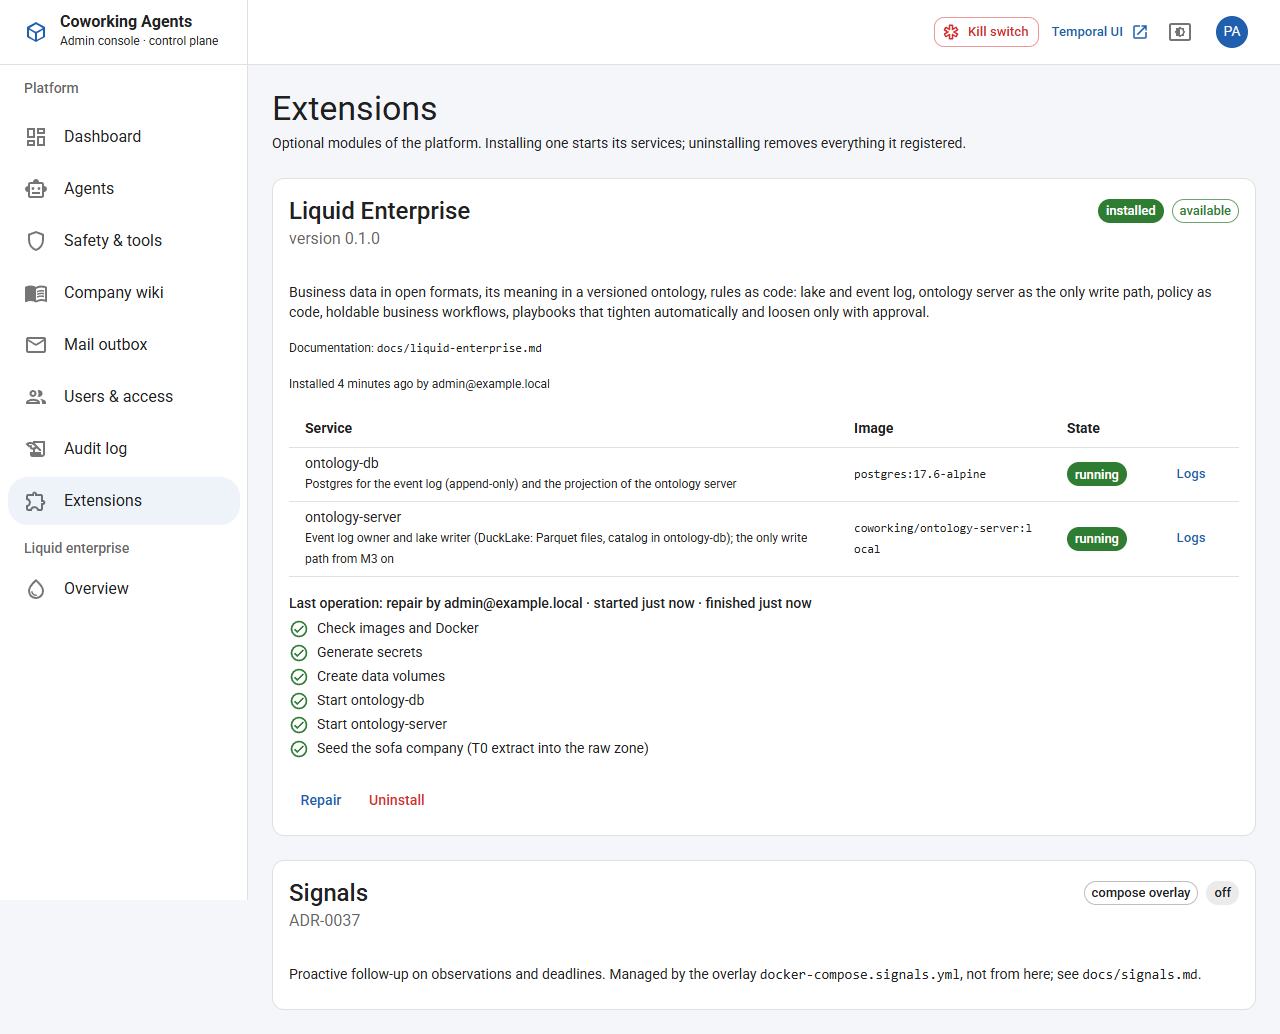 Coworking Agents
Admin console · control plane
Kill switch
Temporal UI
PA
Platform
Dashboard
Agents
Safety & tools
Company wiki
Mail outbox
Users & access
Audit log
Extensions
Liquid enterprise
Overview
Extensions
Optional modules of the platform. Installing one starts its services; uninstalling removes everything it registered.
Liquid Enterprise
installed
available
version 0.1.0
Business data in open formats, its meaning in a versioned ontology, rules as code: lake and event log, ontology server as the only write path, policy as
code, holdable business workflows, playbooks that tighten automatically and loosen only with approval.
Documentation: docs/liquid-enterprise.md
Installed 4 minutes ago by admin@example.local
Service Image State
ontology-db
Postgres for the event log (append-only) and the projection of the ontology server
postgres:17.6-alpine
running
Logs
ontology-server
Event log owner and lake writer (DuckLake: Parquet files, catalog in ontology-db); the only write
path from M3 on
coworking/ontology-server:l
ocal
running
Logs
Last operation: repair by admin@example.local · started just now · finished just now
Check images and Docker
Generate secrets
Create data volumes
Start ontology-db
Start ontology-server
Seed the sofa company (T0 extract into the raw zone)
Repair
Uninstall
Signals
compose overlay
off
ADR-0037
Proactive follow-up on observations and deadlines. Managed by the overlay docker-compose.signals.yml, not from here; see docs/signals.md.